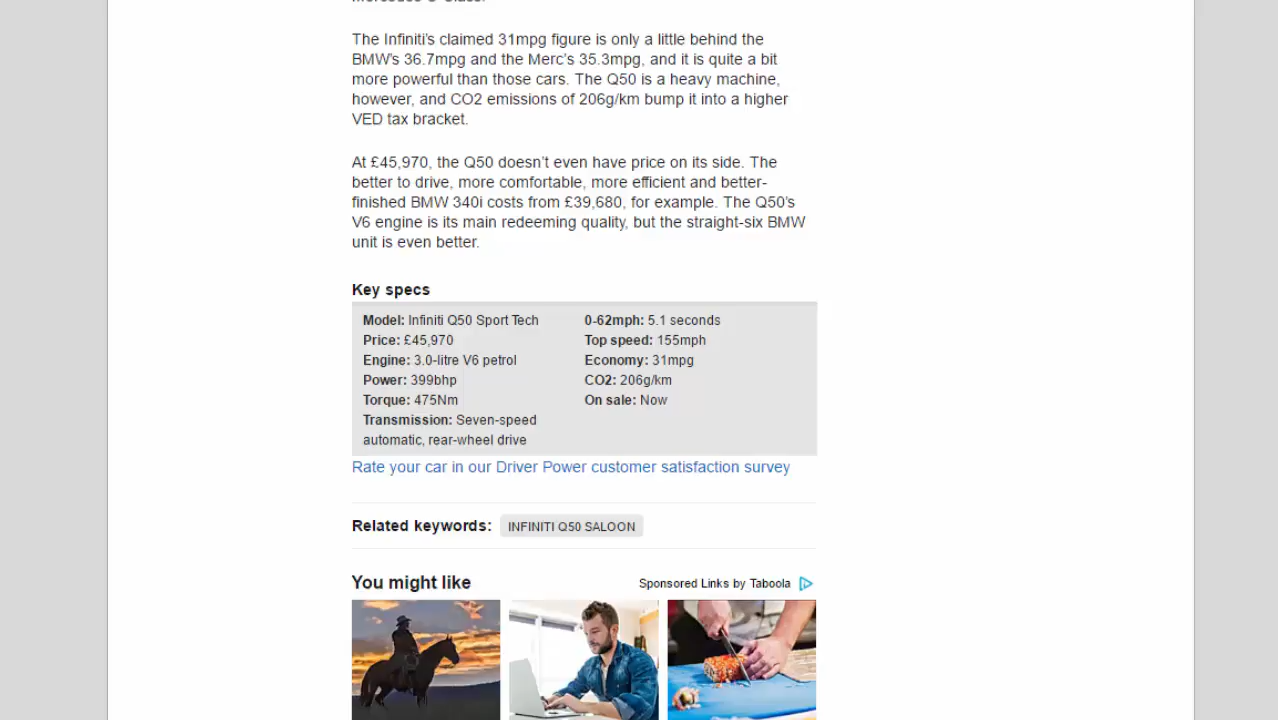 The Infiniti's claimed 31mpg figure is only a little behind the
BMW's 36.7mpg and the Merc's 35.3mpg, and it is quite a bit
more powerful than those cars. The Q50 is a heavy machine,
however, and CO2 emissions of 206g/km bump it into a higher
VED tax bracket.
At £45,970, the Q50 doesn't even have price on its side. The
better to drive, more comfortable, more efficient and better-
finished BMW 340i costs from £39,680, for example. The Q50's
V6 engine is its main redeeming quality, but the straight-six BMW
unit is even better.
Key specs
Model: Infiniti Q50 Sport Tech
Price: £45,970
Engine: 3.0-litre V6 petrol
Power: 399bhp
Torque: 475Nm
Transmission: Seven-speed
automatic, rear-wheel drive
0-62mph: 5.1 seconds
Top speed: 155mph
Economy: 31mpg
CO2: 206g/km
On sale: Now
Rate your car in our Driver Power customer satisfaction survey
Related keywords: INFINITI Q50 SALOON
You might like
Sponsored Links by Taboola